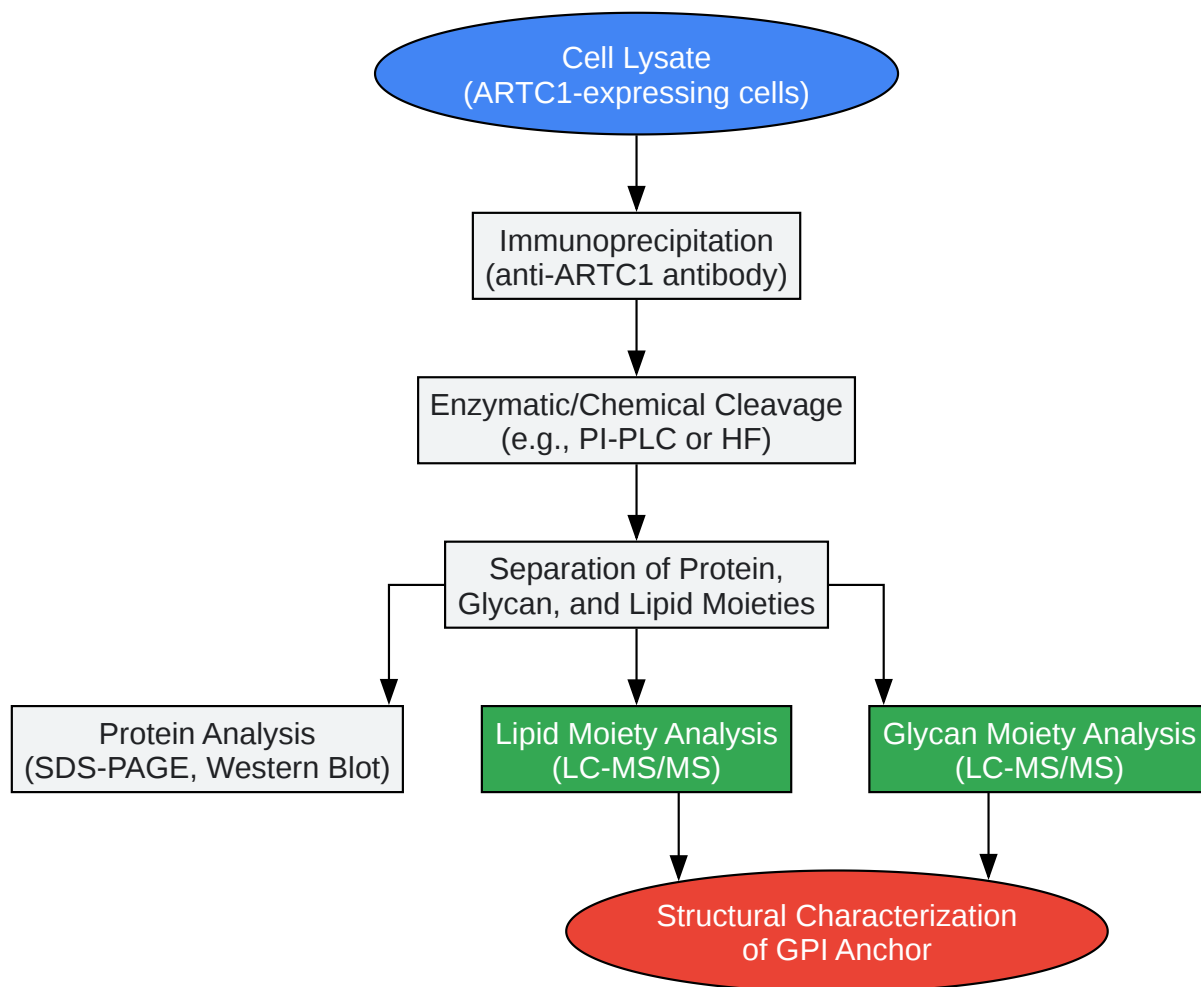 Cell Lysate
(ARTC1-expressing cells)
Immunoprecipitation
(anti-ARTC1 antibody)
Enzymatic/Chemical Cleavage
(e.g., PI-PLC or HF)
Separation of Protein,
Glycan, and Lipid Moieties
Protein Analysis
(SDS-PAGE, Western Blot)
Lipid Moiety Analysis
(LC-MS/MS)
Glycan Moiety Analysis
(LC-MS/MS)
Structural Characterization
of GPI Anchor